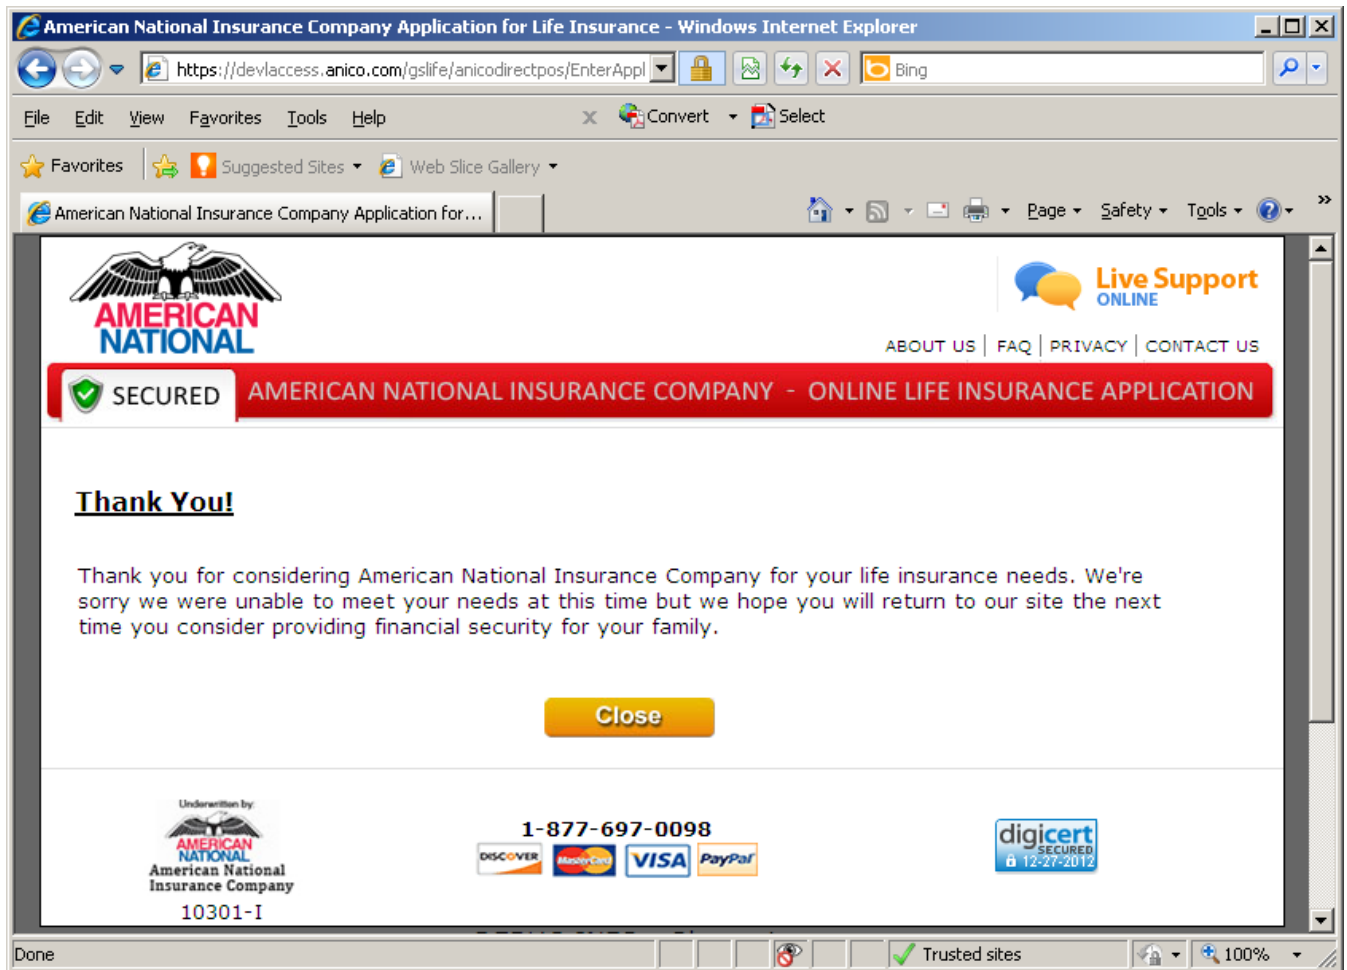 American National Insurance Company Application for Life Insurance - Windows Internet Explorer
https://devlaccess.anico.com/gslife/anicodirectpos/EnterAppl
Bing
File Edit View Favorites Tools Help
x Convert Select
Favorites Suggested Sites Web Slice Gallery
American National Insurance Company Application for...
Page Safety Tools »
AMERICAN
NATIONAL
Live Support
ONLINE
ABOUT US | FAQ | PRIVACY | CONTACT US
SECURED
AMERICAN NATIONAL INSURANCE COMPANY - ONLINE LIFE INSURANCE APPLICATION
Thank You!
Thank you for considering American National Insurance Company for your life insurance needs. We're
sorry we were unable to meet your needs at this time but we hope you will return to our site the next
time you consider providing financial security for your family.
Close
Underwritten by:
AMERICAN
NATIONAL
American National
Insurance Company
10301-I
1-877-697-0098
DISCOVER MasterCard VISA PayPal
digicert
SECURED
12-27-2012
Done
Trusted sites
100%